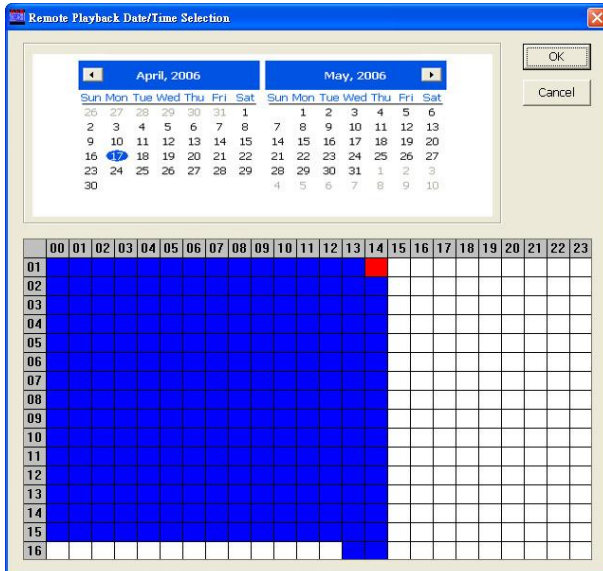 Remote Playback Date/Time Selection
OK
Cancel
April, 2006 May, 2006
Sun Mon Tue Wed Thu Fri Sat Sun Mon Tue Wed Thu Fri Sat
26 27 28 29 30 31 1 1 2 3 4 5 6
2 3 4 5 6 7 8 7 8 9 10 11 12 13
9 10 11 12 13 14 15 14 15 16 17 18 19 20
16 17 18 19 20 21 22 21 22 23 24 25 26 27
23 24 25 26 27 28 29 28 29 30 31 1 2 3
30 4 5 6 7 8 9 10
00 01 02 03 04 05 06 07 08 09 10 11 12 13 14 15 16 17 18 19 20 21 22 23
01
02
03
04
05
06
07
08
09
10
11
12
13
14
15
16